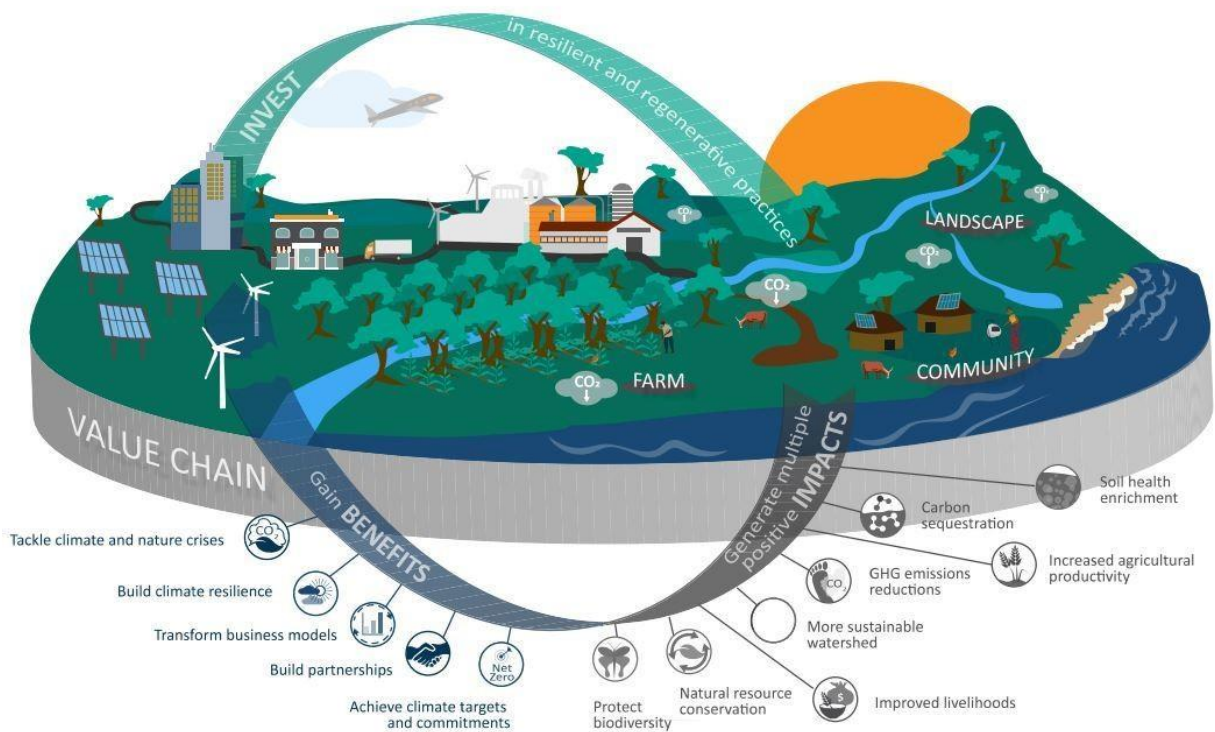 INVEST
in resilient and regenerative practices
CO₂
CO₂
LANDSCAPE
CO₂
CO₂
CO₂
FARM
COMMUNITY
VALUE CHAIN
Gain BENEFITS
Generate multiple
positive IMPACTS
CO₂
Tackle climate and nature crises
Build climate resilience
Transform business models
Build partnerships
Net
Zero
Achieve climate targets
and commitments
Protect
biodiversity
Natural resource
conservation
$
Improved livelihoods
More sustainable
watershed
CO₂
GHG emissions
reductions
Increased agricultural
productivity
Carbon
sequestration
Soil health
enrichment